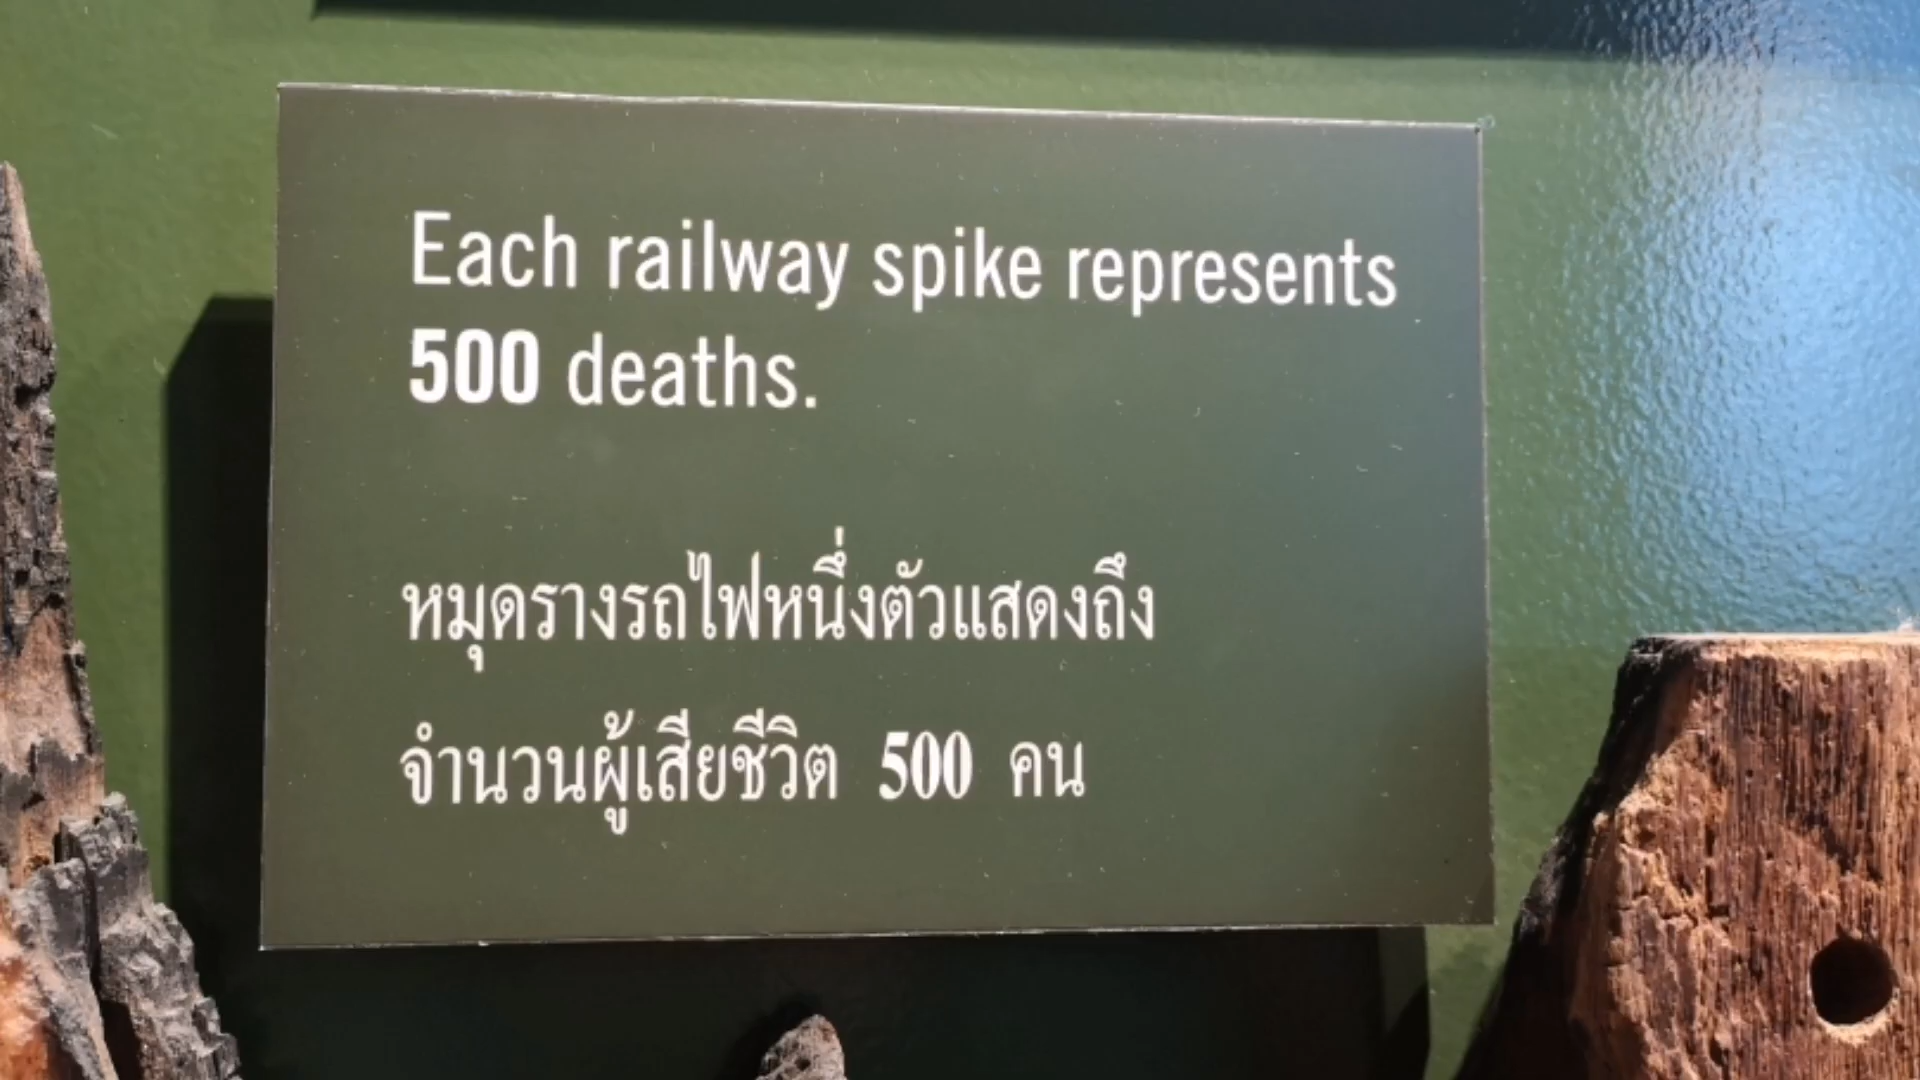 Each railway spike represents
500 deaths.
หมุดรางรถไฟหนึ่งตัวแสดงถึง
จำนวนผู้เสียชีวิต 500 คน